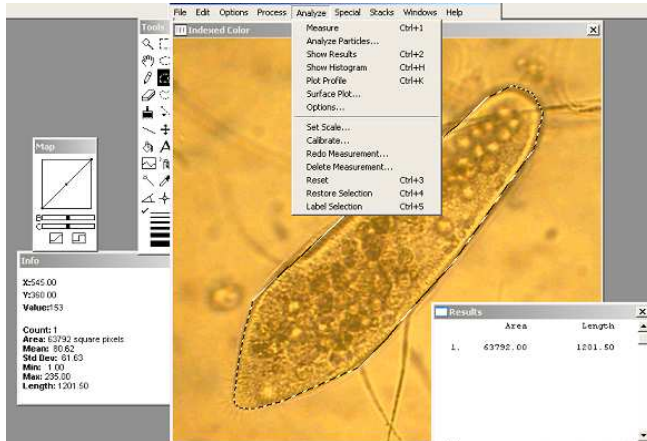 File Edit Options Process Analyze Special Stacks Windows Help
Tools
Indexed Color
Measure Ctrl+1
Analyze Particles...
Show Results Ctrl+2
Show Histogram Ctrl+H
Plot Profile Ctrl+K
Surface Plot...
Options...
Set Scale...
Calibrate...
Redo Measurement...
Delete Measurement...
Reset Ctrl+3
Restore Selection Ctrl+4
Label Selection Ctrl+5
Map
B
C
Info
X:545.00
Y:360.00
Value:153
Count: 1
Area: 63792 square pixels
Mean: 80.62
Std Dev: 61.63
Min: 1.00
Max: 235.00
Length: 1201.50
Results
Area Length
1. 63792.00 1201.50